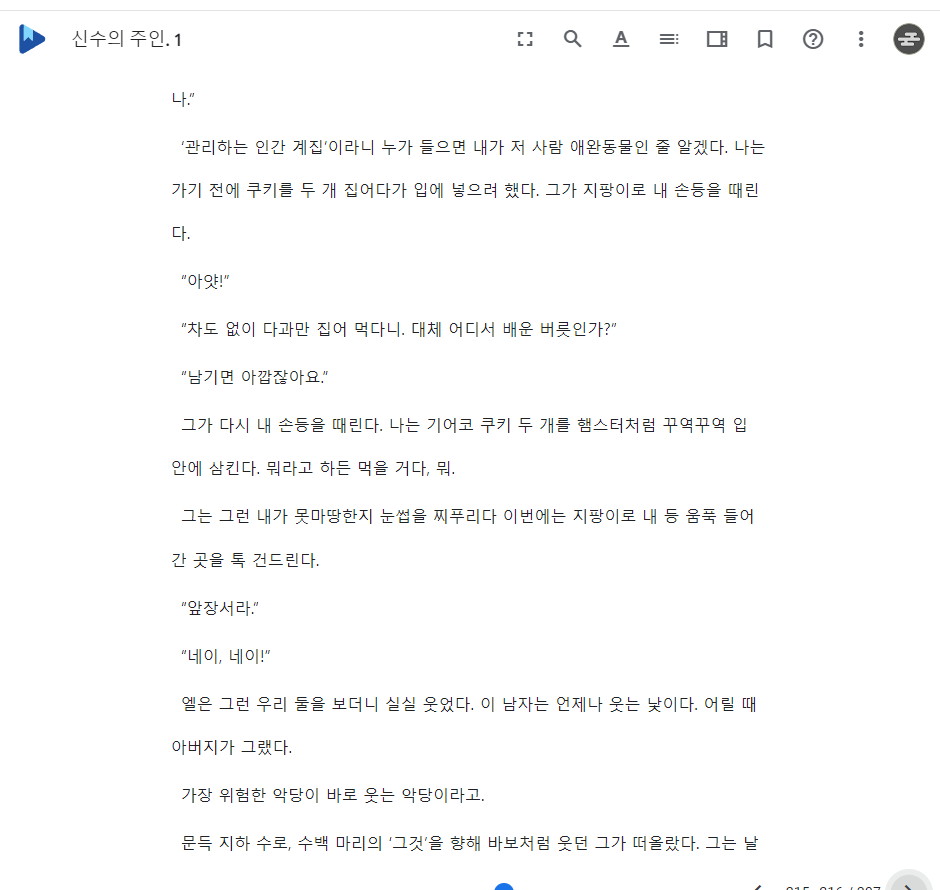 신수의 주인. 1
나.”
‘관리하는 인간 계집’이라니 누가 들으면 내가 저 사람 애완동물인 줄 알겠다. 나는
가기 전에 쿠키를 두 개 집어다가 입에 넣으려 했다. 그가 지팡이로 내 손등을 때린
다.
“아얏!”
“차도 없이 다과만 집어 먹다니. 대체 어디서 배운 버릇인가?”
“남기면 아깝잖아요.”
그가 다시 내 손등을 때린다. 나는 기어코 쿠키 두 개를 햄스터처럼 꾸역꾸역 입
안에 삼킨다. 뭐라고 하든 먹을 거다, 뭐.
그는 그런 내가 못마땅한지 눈썹을 찌푸리다 이번에는 지팡이로 내 등 움푹 들어
간 곳을 톡 건드린다.
“앞장서라.”
“네이, 네이!”
엘은 그런 우리 둘을 보더니 실실 웃었다. 이 남자는 언제나 웃는 낯이다. 어릴 때
아버지가 그랬다.
가장 위험한 악당이 바로 웃는 악당이라고.
문득 지하 수로, 수백 마리의 ‘그것’을 향해 바보처럼 웃던 그가 떠올랐다. 그는 날